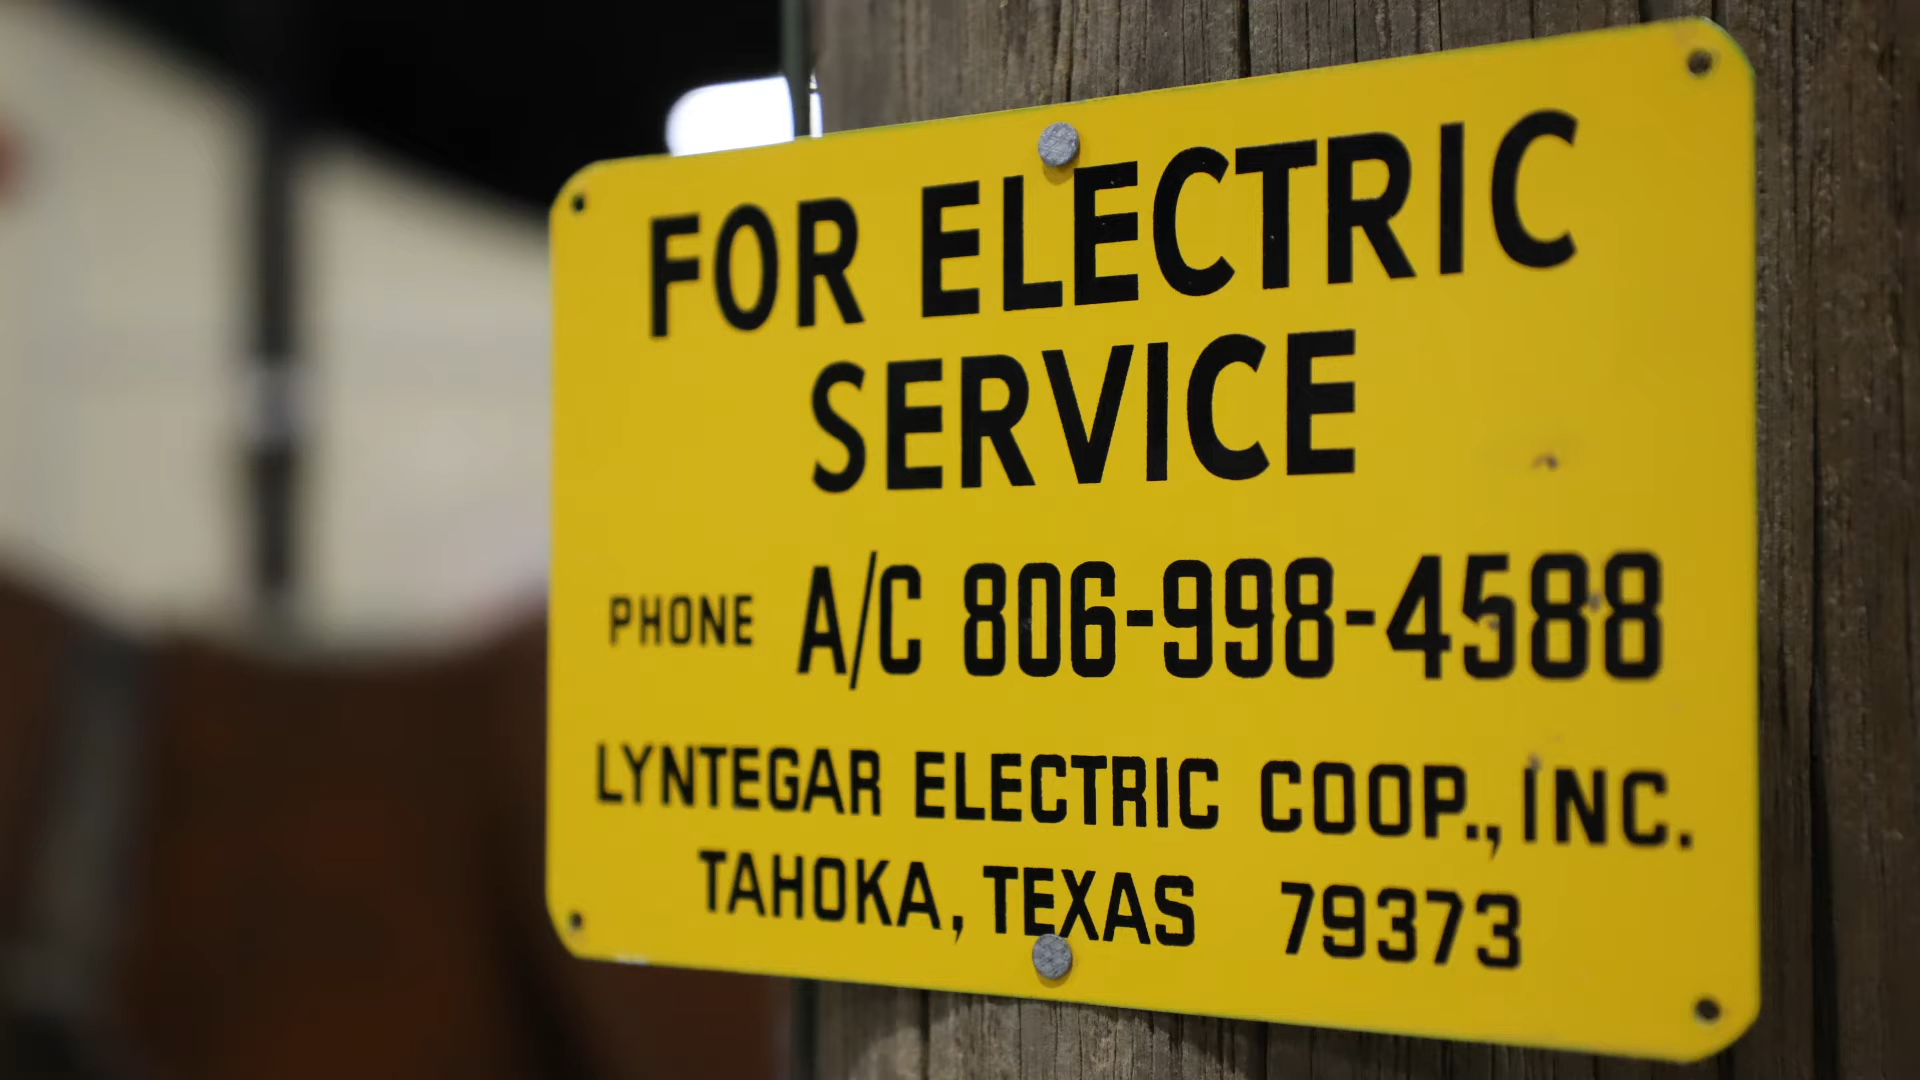 FOR ELECTRIC
SERVICE
PHONE A/C 806-998-4588
LYNTEGAR ELECTRIC COOP., INC.
TAHOKA, TEXAS 79373